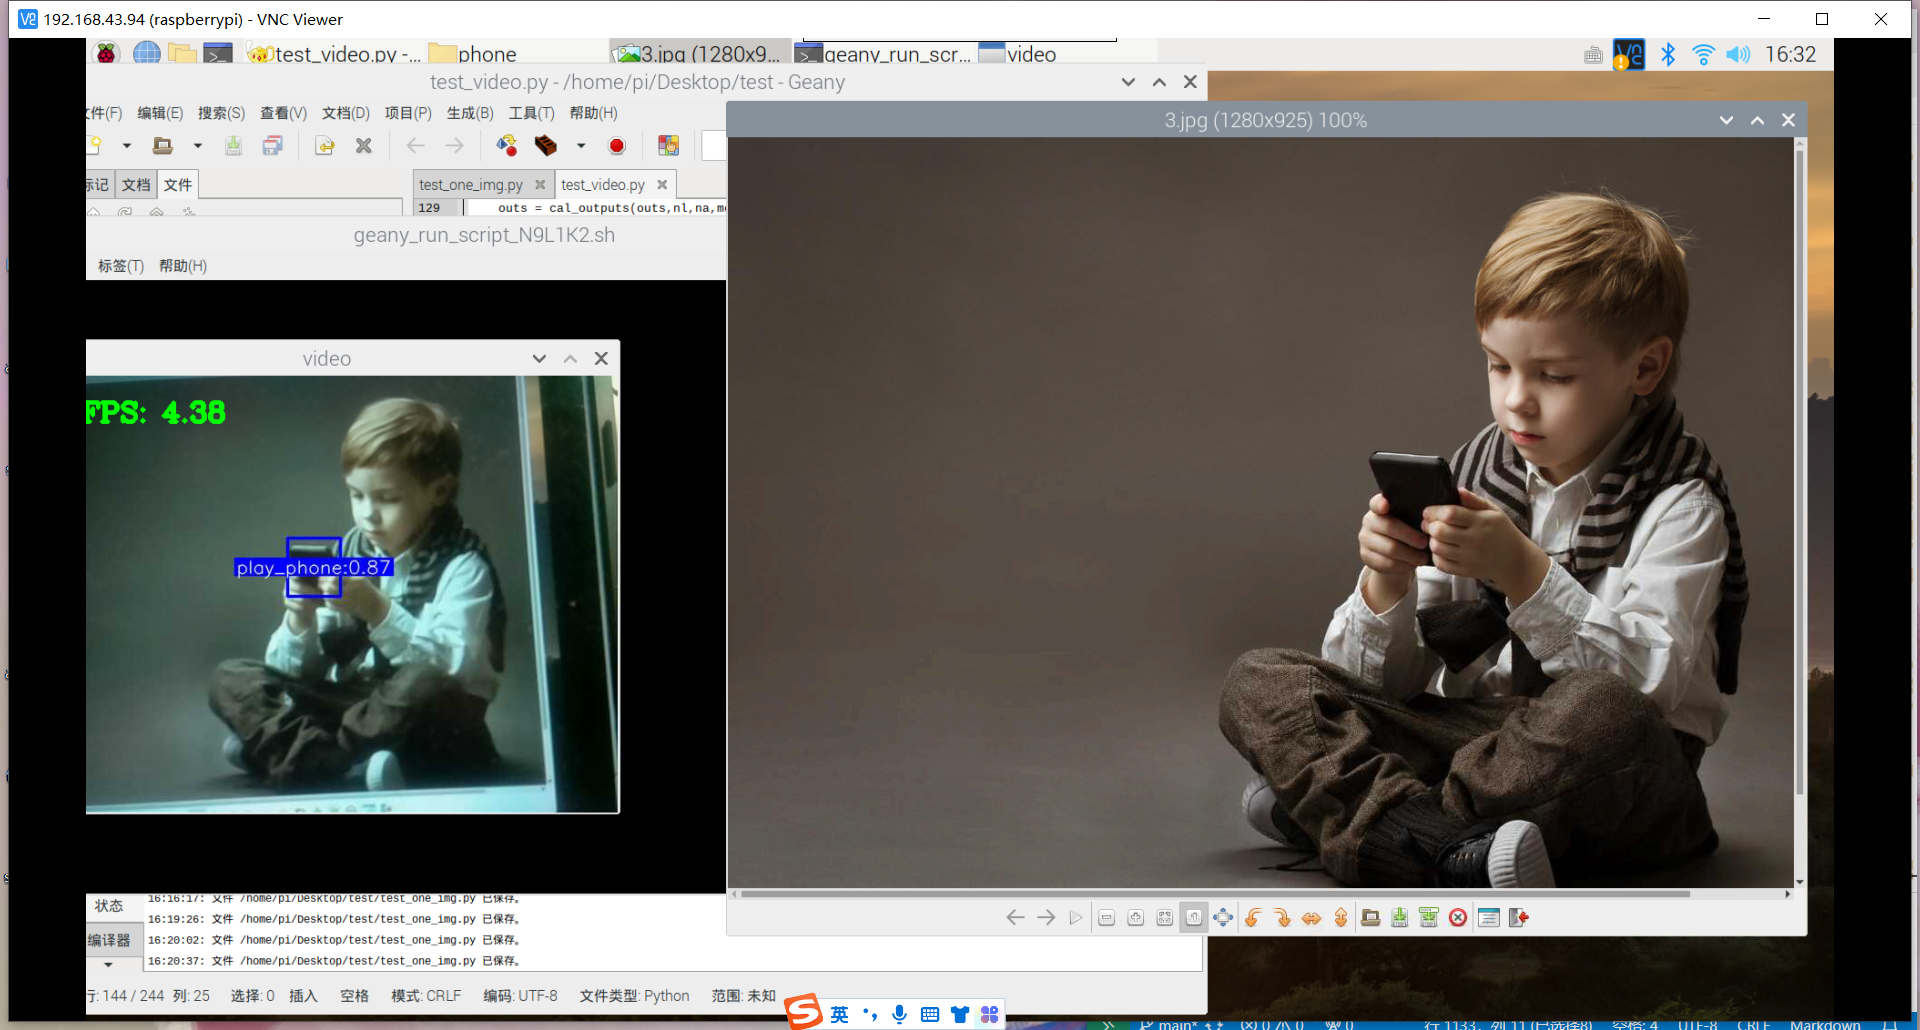 192.168.43.94 (raspberrypi) - VNC Viewer
test_video.py -...
phone
3.jpg (1280x9...
geany_run_scr...
video
16:32
test_video.py - /home/pi/Desktop/test - Geany
件(F) 编辑(E) 搜索(S) 查看(V) 文档(D) 项目(P) 生成(B) 工具(T) 帮助(H)
3.jpg (1280x925) 100%
标记 文档 文件
test_one_img.py test_video.py
129 outs = cal_outputs(outs,nl,na,m
geany_run_script_N9L1K2.sh
标签(T) 帮助(H)
video
FPS: 4.38
play_phone:0.87
状态
编译器
16:16:17: 文件 /home/pi/Desktop/test/test_one_img.py 已保存。
16:19:26: 文件 /home/pi/Desktop/test/test_one_img.py 已保存。
16:20:02: 文件 /home/pi/Desktop/test/test_one_img.py 已保存。
16:20:37: 文件 /home/pi/Desktop/test/test_one_img.py 已保存。
行: 144 / 244 列: 25 选择: 0 插入 空格 模式: CRLF 编码: UTF-8 文件类型: Python 范围: 未知
英
main* 0 0 0 行 1133, 列 11 (已选择8) 空格: 4 UTF-8 CRLF Markdown